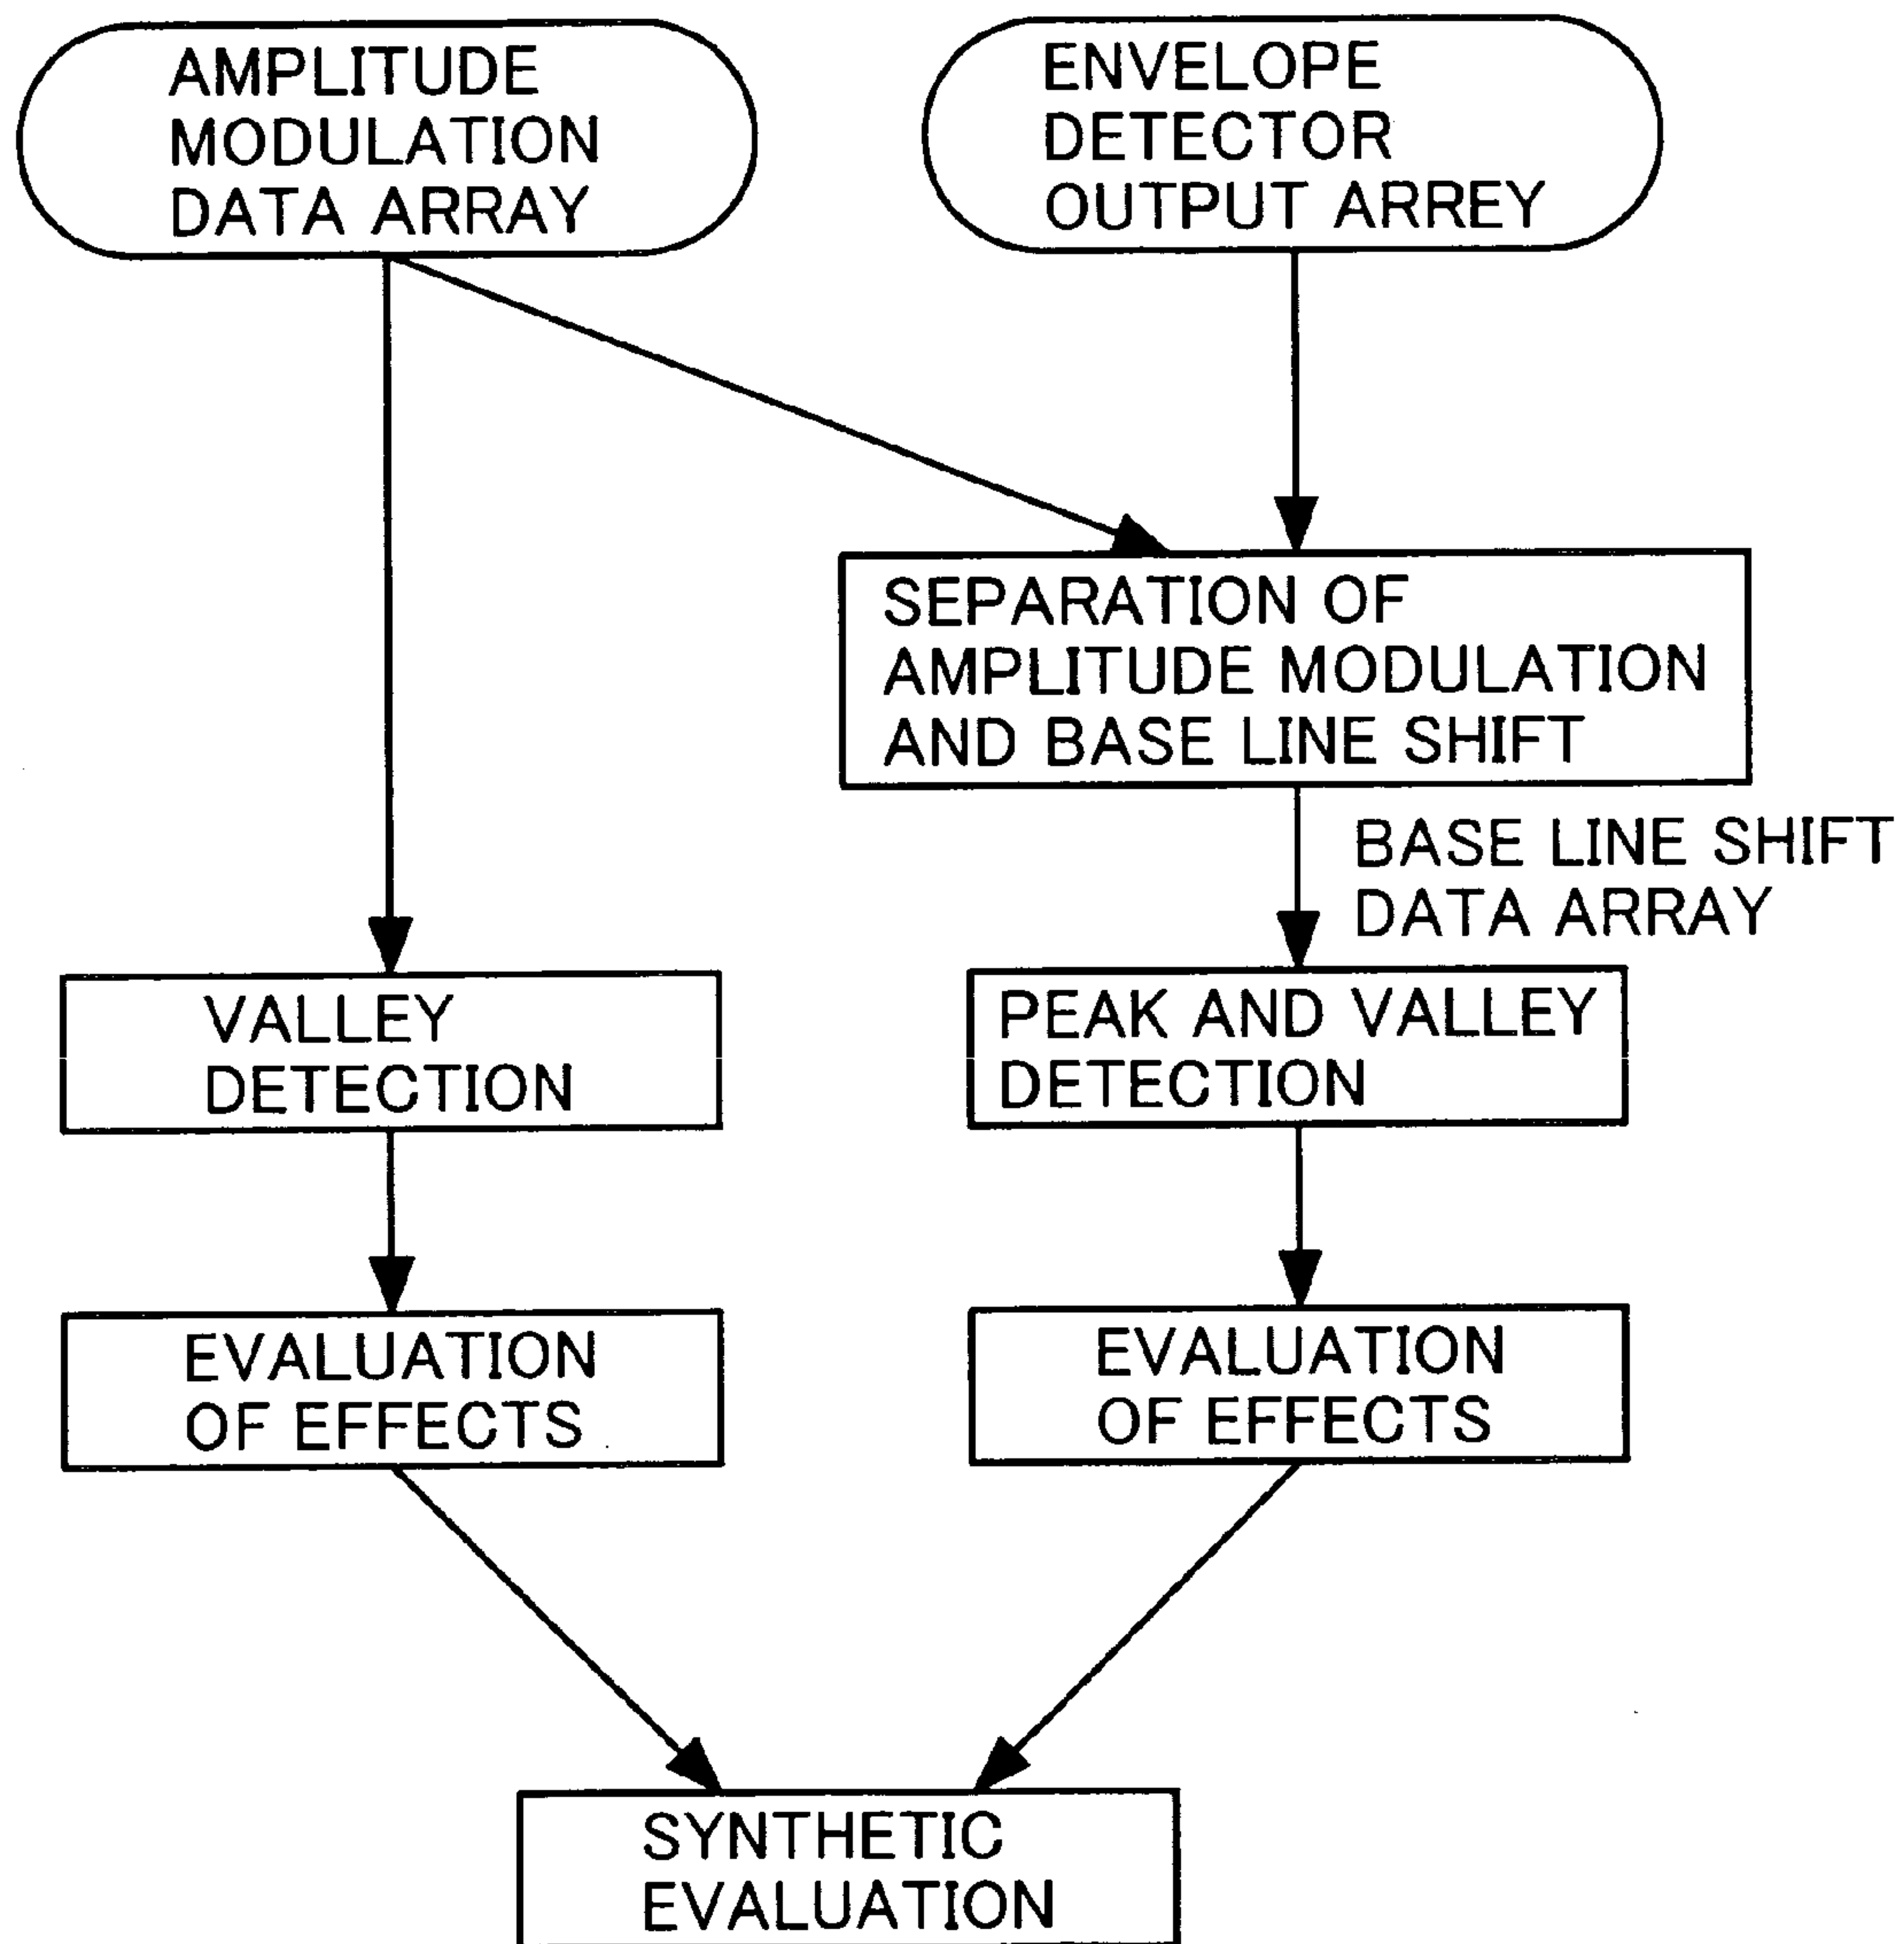 AMPLITUDE
MODULATION
DATA ARRAY
ENVELOPE
DETECTOR
OUTPUT ARREY
SEPARATION OF
AMPLITUDE MODULATION
AND BASE LINE SHIFT
BASE LINE SHIFT
DATA ARRAY
VALLEY
DETECTION
PEAK AND VALLEY
DETECTION
EVALUATION
OF EFFECTS
EVALUATION
OF EFFECTS
SYNTHETIC
EVALUATION